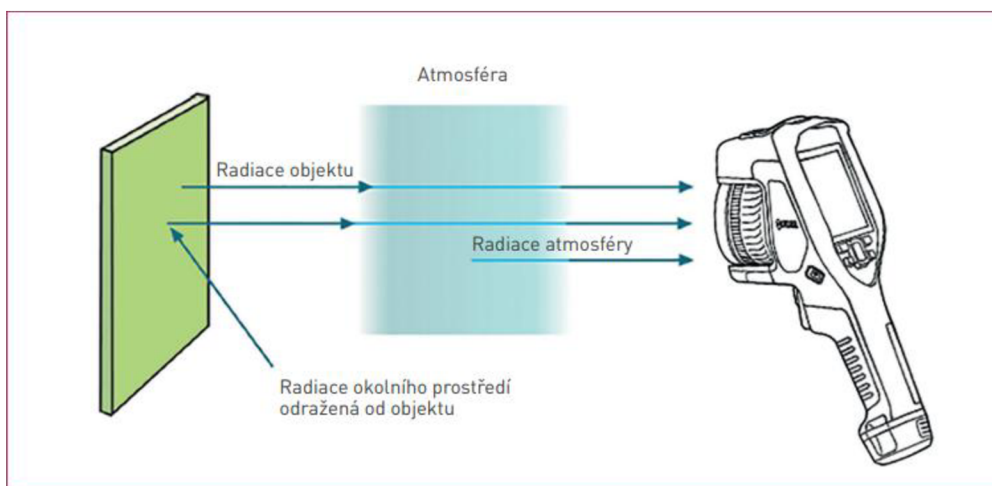 Atmosféra
Radiace objektu
Radiace atmosféry
Radiace okolního prostředí
odražená od objektu